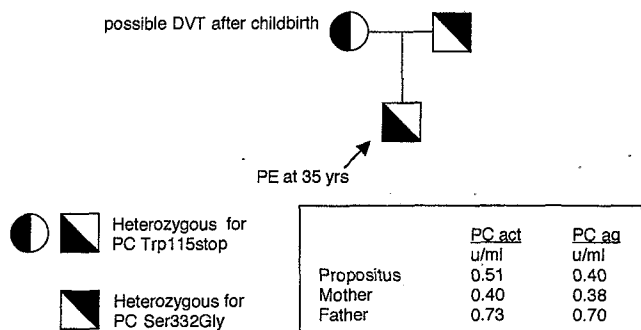 possible DVT after childbirth
PE at 35 yrs
Heterozygous for
PC Trp115stop
Heterozygous for
PC Ser332Gly
PC act PC ag
u/ml u/ml
Propositus 0.51 0.40
Mother 0.40 0.38
Father 0.73 0.70